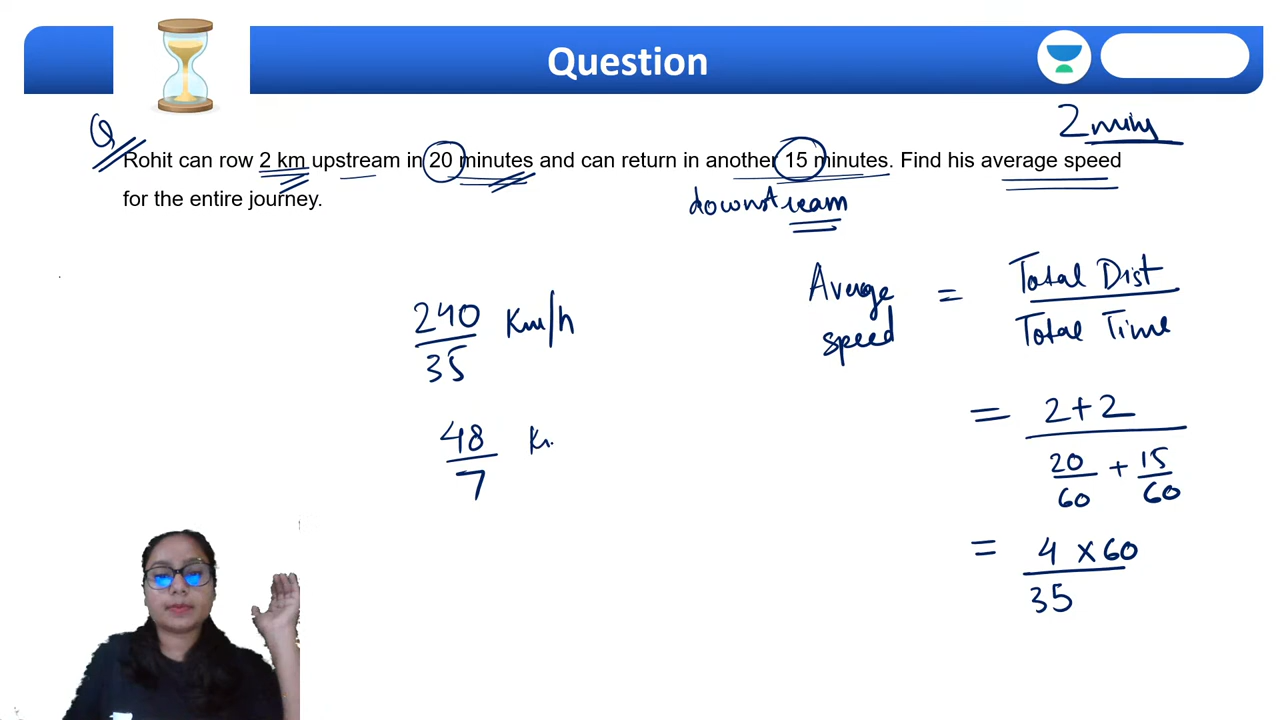 Question
2 mins
Q
Rohit can row 2 km upstream in 20 minutes and can return in another 15 minutes. Find his average speed
for the entire journey.
downstream
Average speed = Total Dist / Total Time
= 2+2 / 20/60 + 15/60
= 4 x 60 / 35
240/35 Km/h
48/7 K